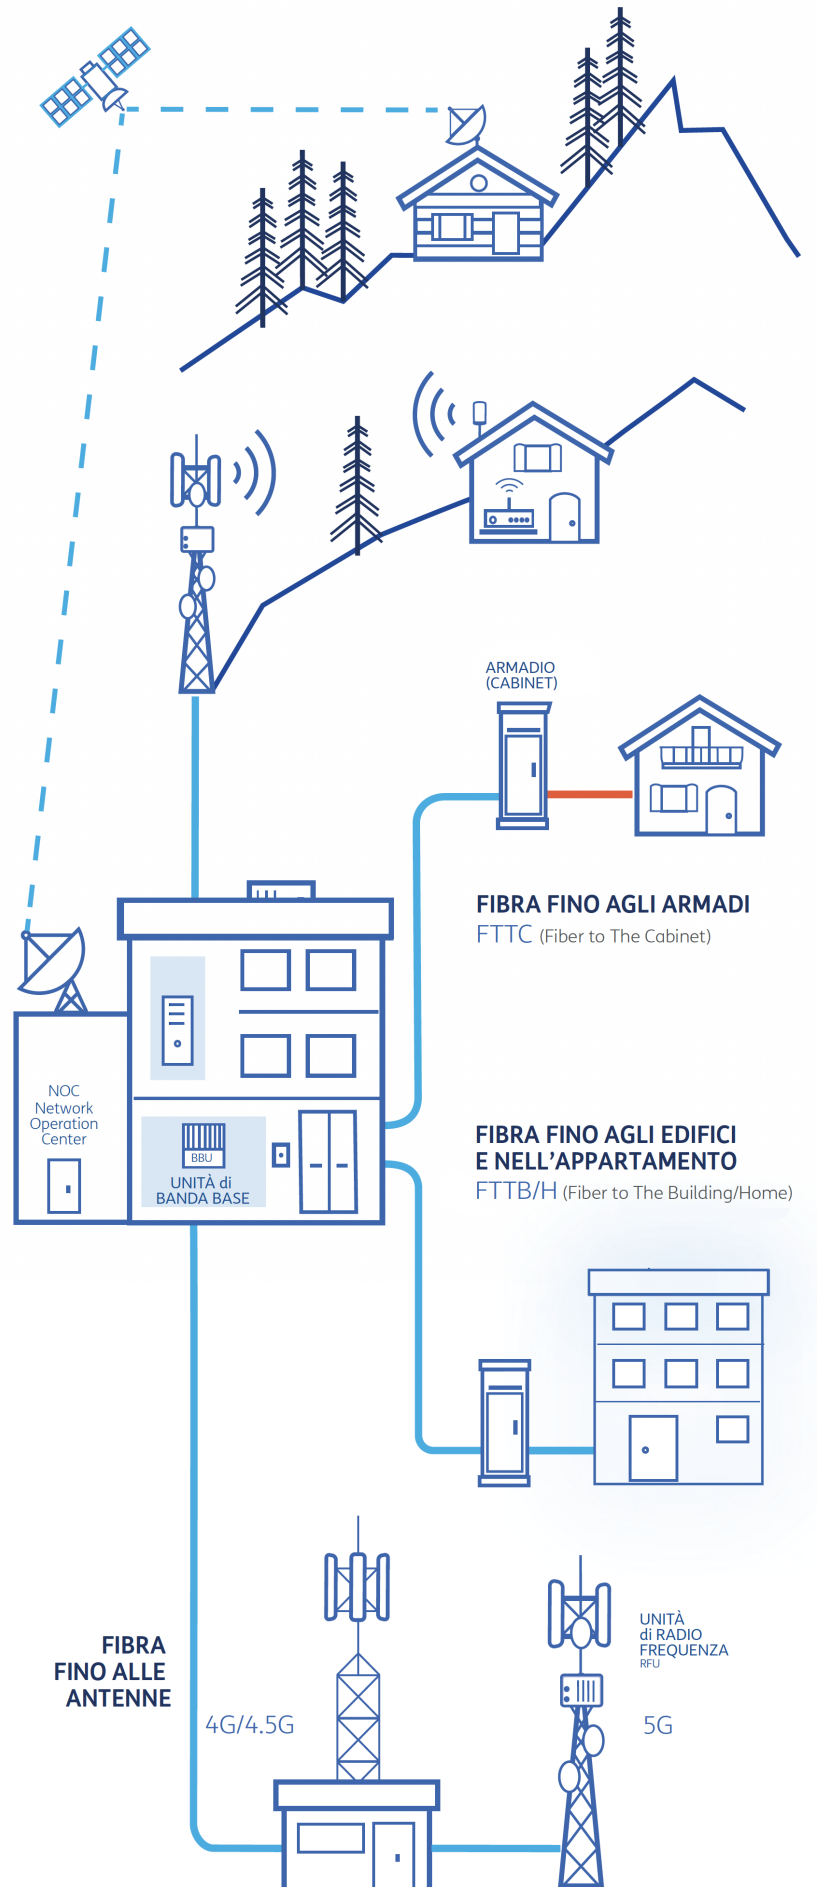 ARMADIO
(CABINET)
FIBRA FINO AGLI ARMADI
FTTC (Fiber to The Cabinet)
NOC
Network
Operation
Center
BBU
UNITÀ di
BANDA BASE
FIBRA FINO AGLI EDIFICI
E NELL’APPARTAMENTO
FTTB/H (Fiber to The Building/Home)
FIBRA
FINO ALLE
ANTENNE
4G/4.5G
UNITÀ
di RADIO
FREQUENZA
RFU
5G